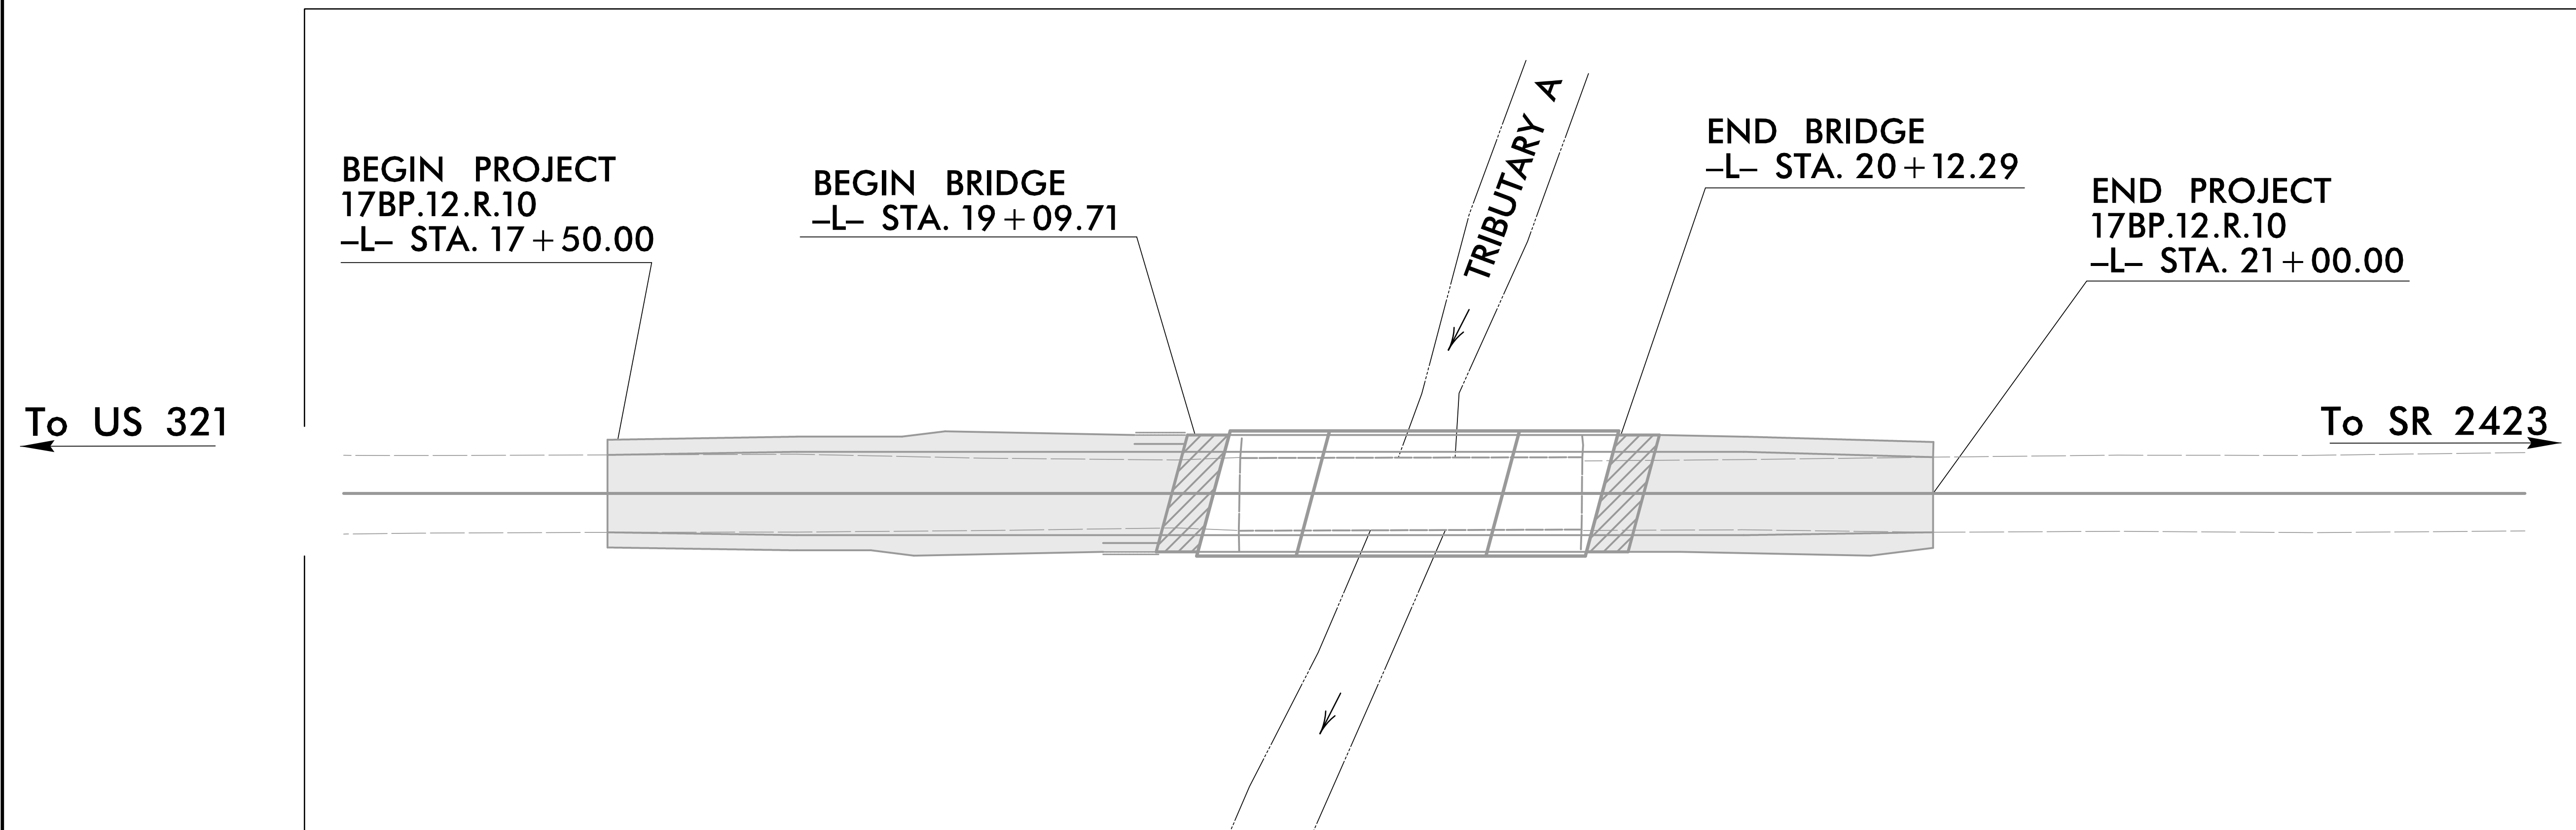 BEGIN PROJECT
17BP.12.R.10
–L– STA. 17+50.00
BEGIN BRIDGE
–L– STA. 19+09.71
TRIBUTARY A
END BRIDGE
–L– STA. 20+12.29
END PROJECT
17BP.12.R.10
–L– STA. 21+00.00
To US 321
To SR 2423